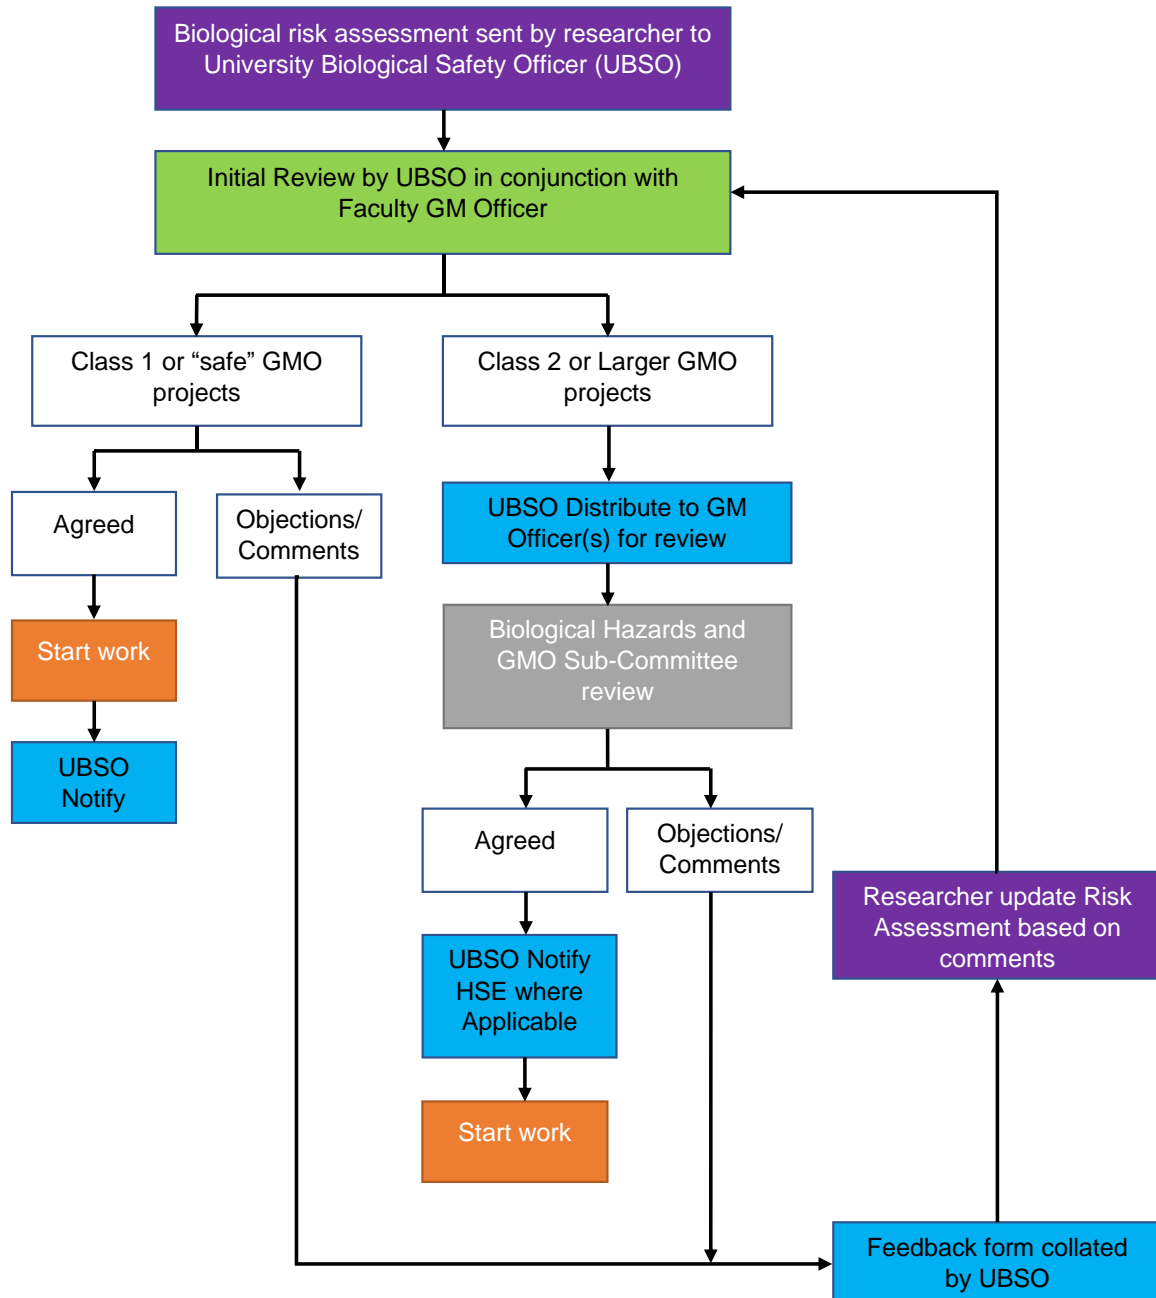 Biological risk assessment sent by researcher to
University Biological Safety Officer (UBSO)
Initial Review by UBSO in conjunction with
Faculty GM Officer
Class 1 or “safe” GMO
projects
Class 2 or Larger GMO
projects
Agreed
Objections/
Comments
UBSO Distribute to GM
Officer(s) for review
Start work
Biological Hazards and
GMO Sub-Committee
review
UBSO
Notify
Agreed
Objections/
Comments
Researcher update Risk
Assessment based on
comments
UBSO Notify
HSE where
Applicable
Start work
Feedback form collated
by UBSO